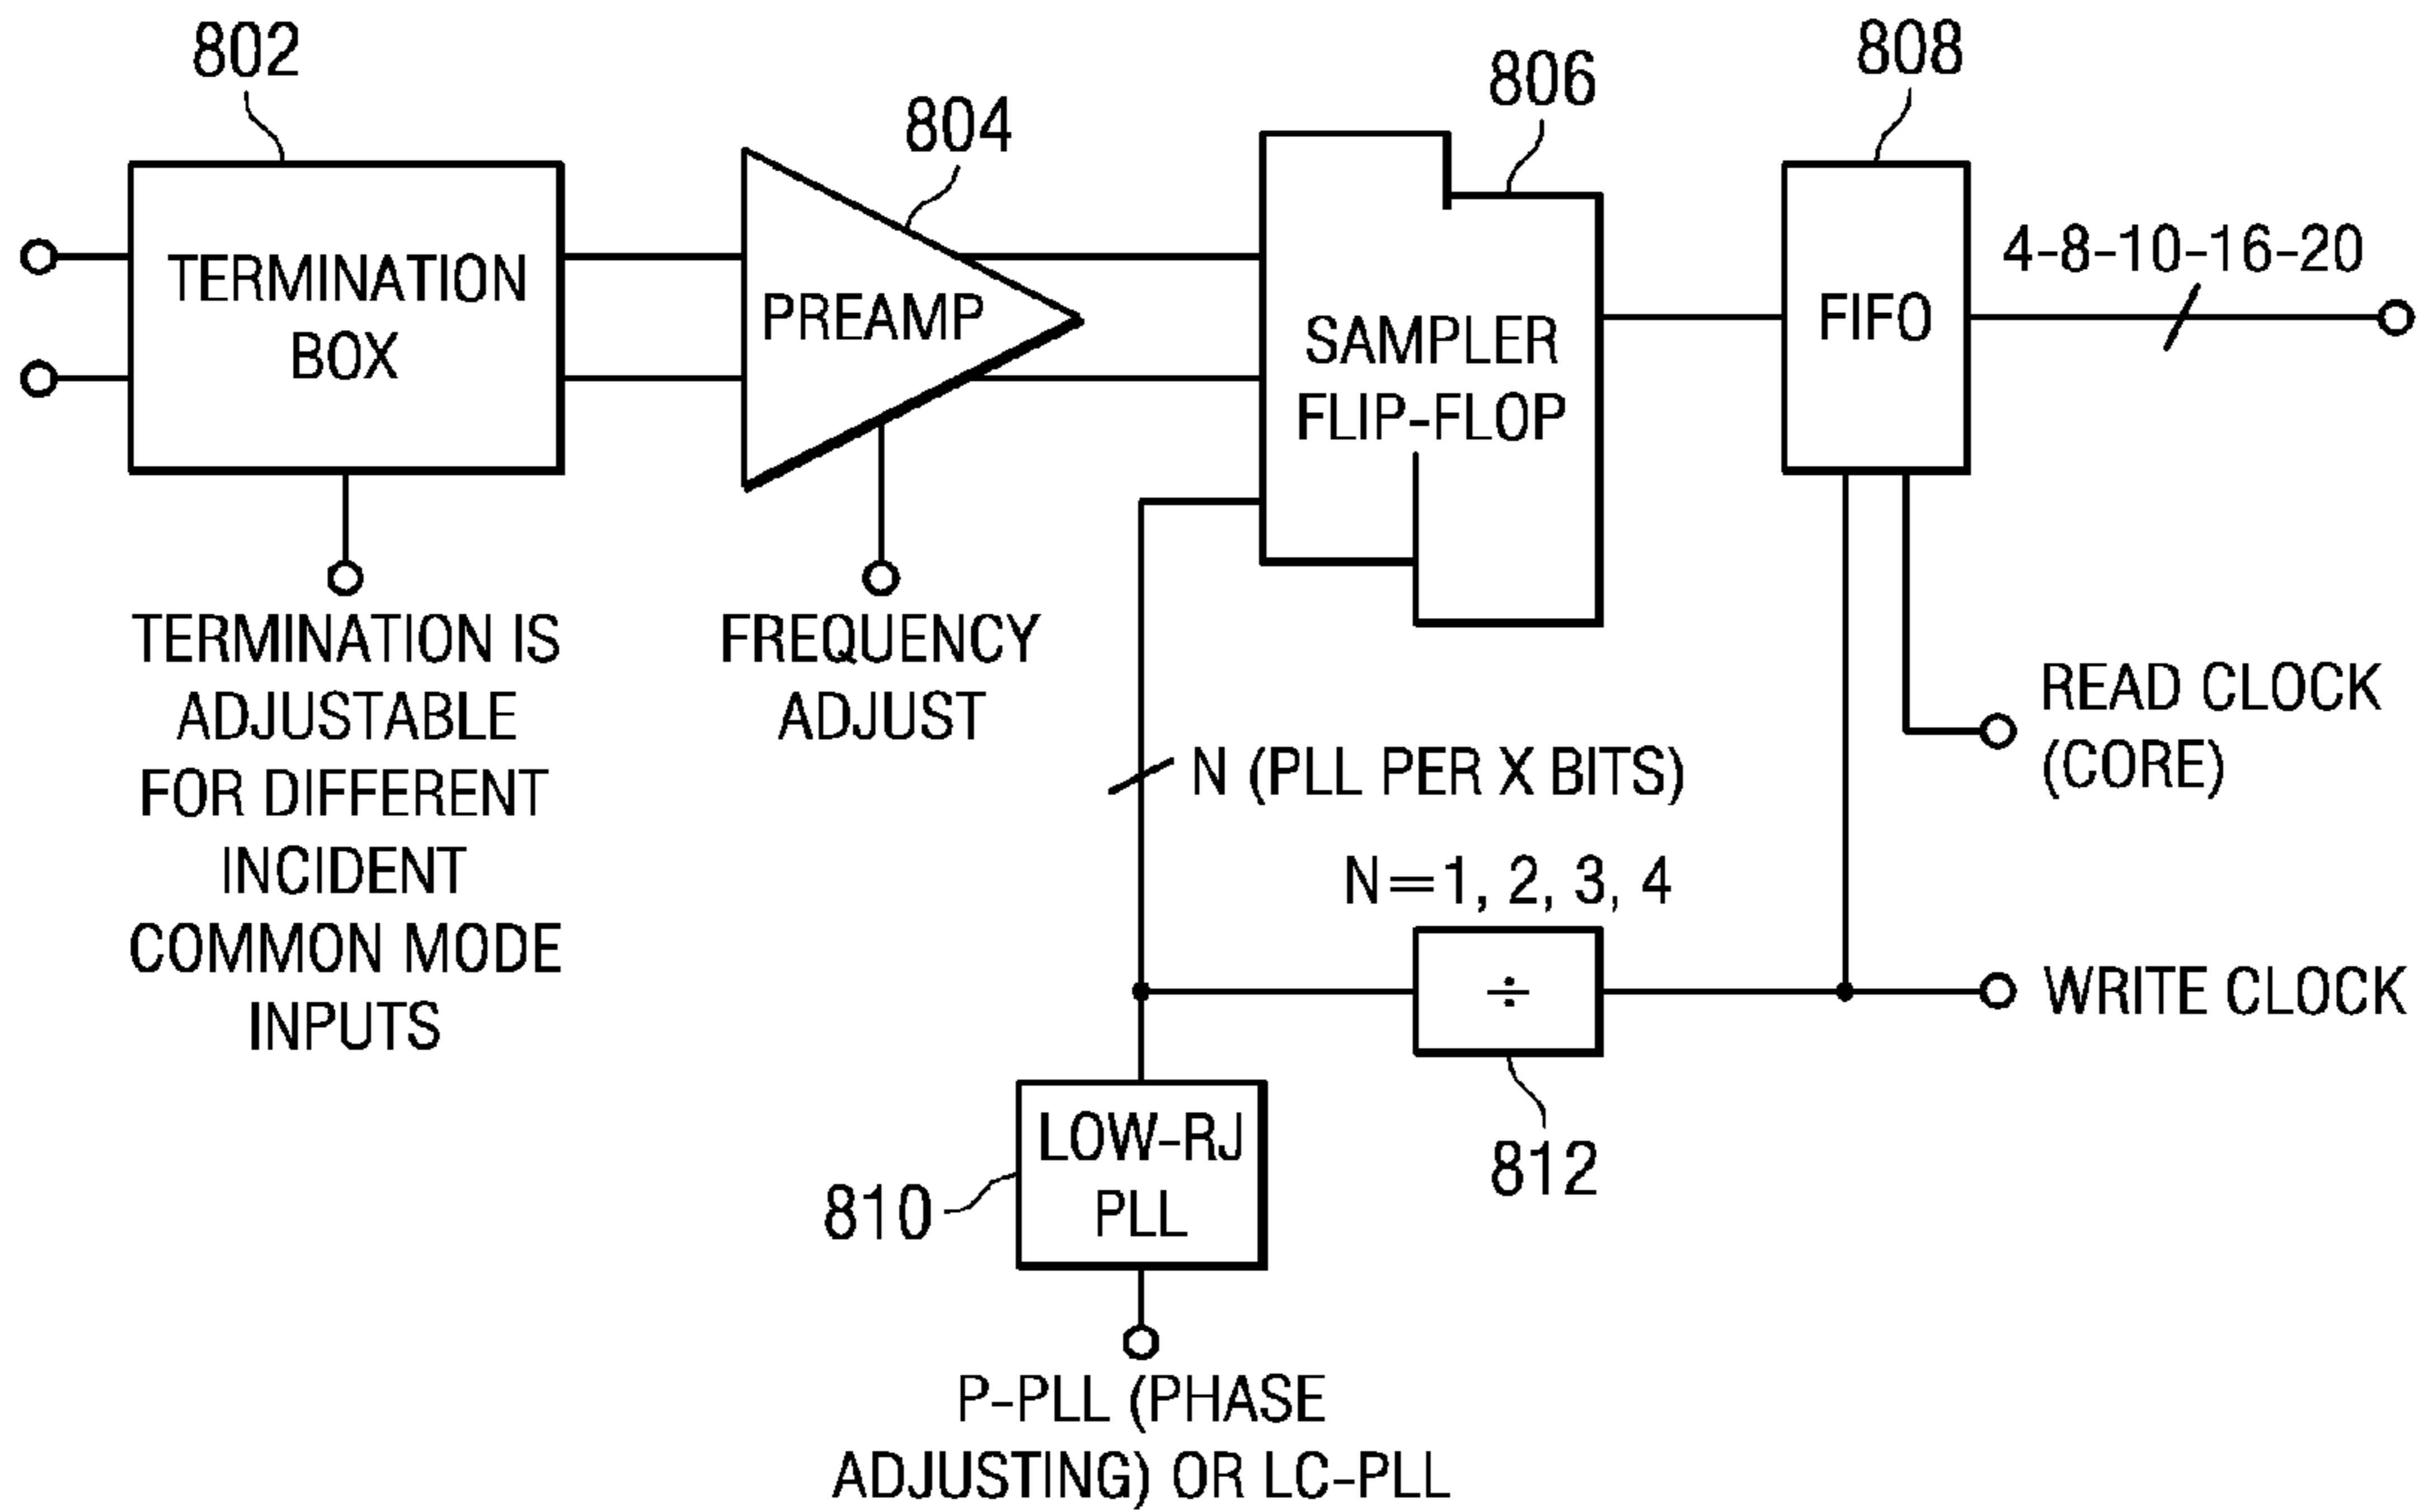 802
804
806
808
TERMINATION
BOX
PREAMP
SAMPLER
FLIP-FLOP
FIFO
4-8-10-16-20
TERMINATION IS
ADJUSTABLE
FOR DIFFERENT
INCIDENT
COMMON MODE
INPUTS
FREQUENCY
ADJUST
READ CLOCK
(CORE)
N (PLL PER X BITS)
N=1, 2, 3, 4
÷
WRITE CLOCK
812
LOW-RJ
PLL
810
P-PLL (PHASE
ADJUSTING) OR LC-PLL